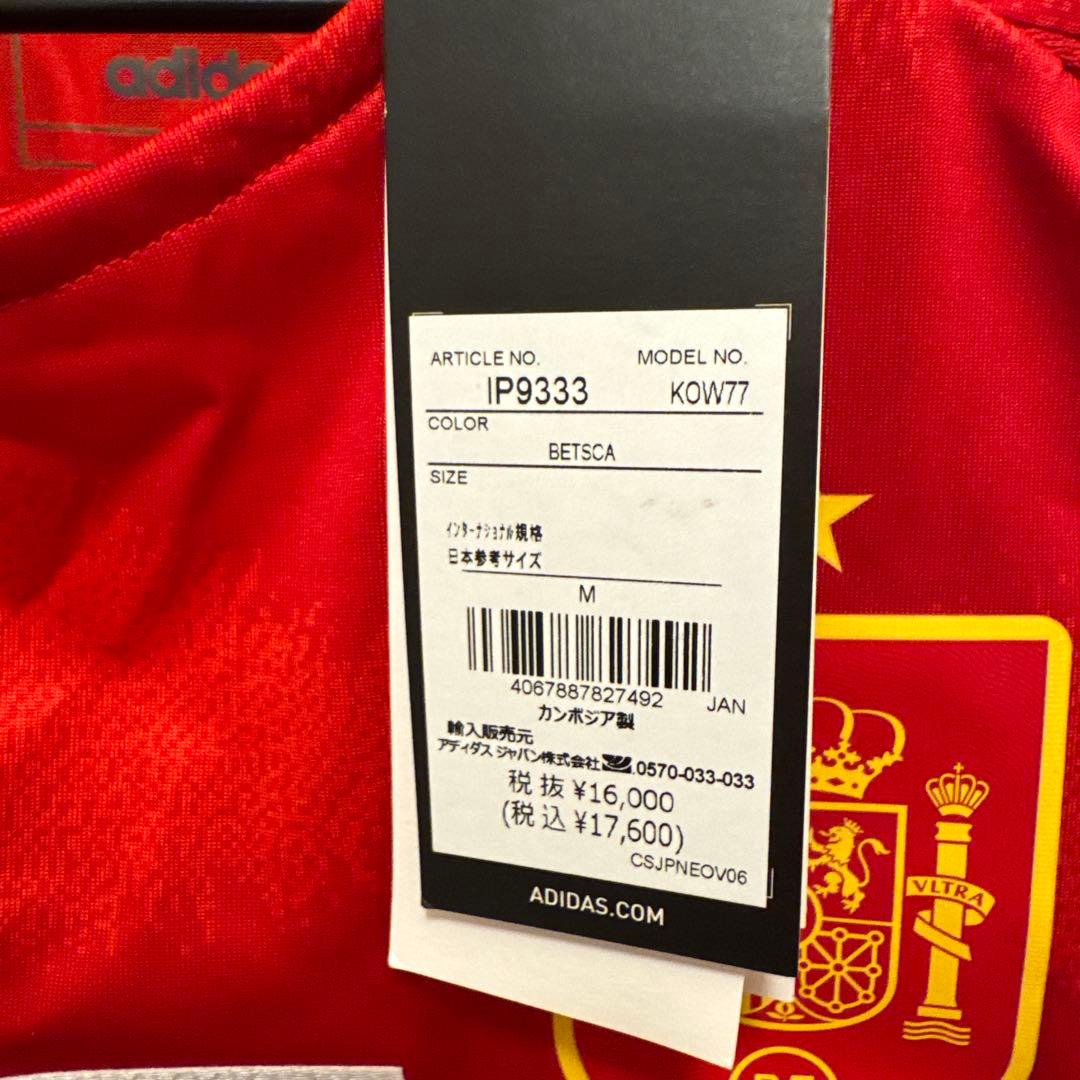 adidas
ARTICLE NO. MODEL NO.
IP9333 KOW77
COLOR
BETSCA
SIZE
インターナショナル規格
日本参考サイズ
M
4067887827492 JAN
カンボジア製
輸入販売元
アディダス ジャパン株式会社 0570-033-033
税 抜 ¥16,000
(税 込 ¥17,600)
CSJPNEOV06
ADIDAS.COM
VLTRA